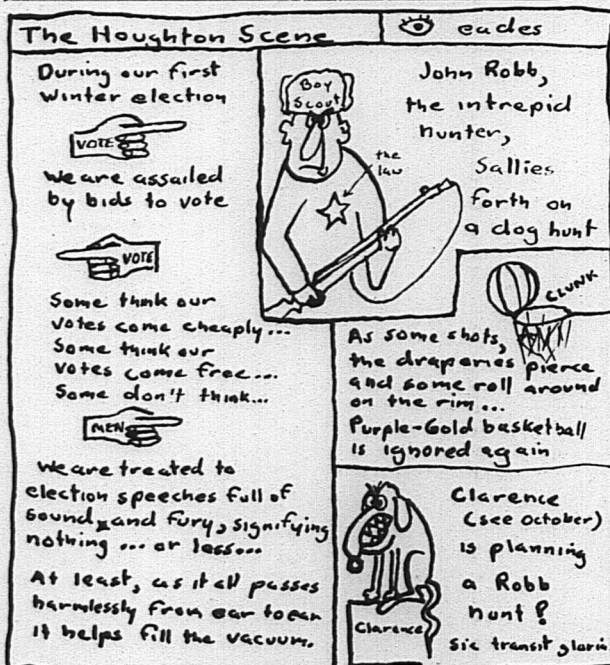 The Houghton Scene
eades
During our first
winter election
VOTE
we are assailed
by bids to vote
VOTE
Some think our
votes come cheaply...
Some think our
votes come free...
Some don't think...
MEN
we are treated to
election speeches full of
sound and fury, signifying
nothing ... or less...
At least, as it all passes
harmlessly from ear to ear
it helps fill the vacuum.
Boy
Scout
the
law
John Robb,
the intrepid
hunter,
Sallies
forth on
a dog hunt
CLUNK
As some shots,
the draperies pierce
and some roll around
on the rim...
Purple-Gold basketball
is ignored again
Clarence
Clarence
(see October)
is planning
a Robb
hunt?
Sic transit gloria